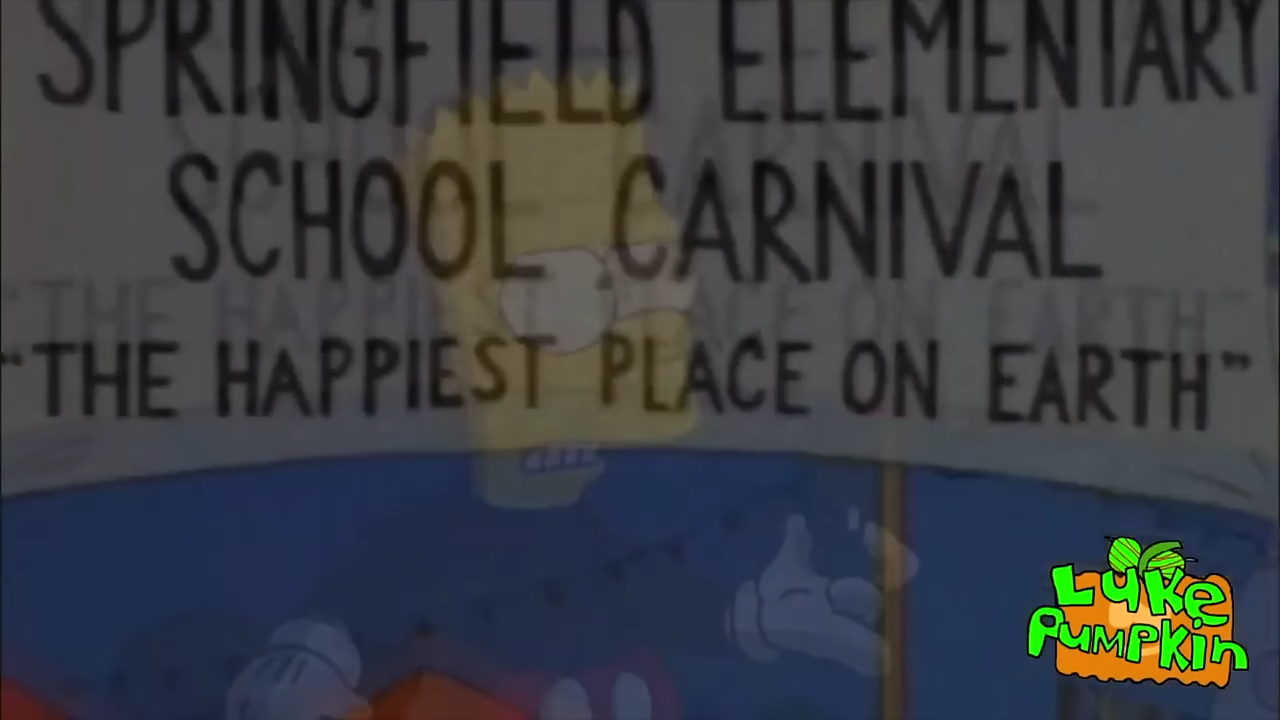 SPRINGFIELD ELEMENTARY
SCHOOL CARNIVAL
"THE HAPPIEST PLACE ON EARTH"
Luke
Pumpkin